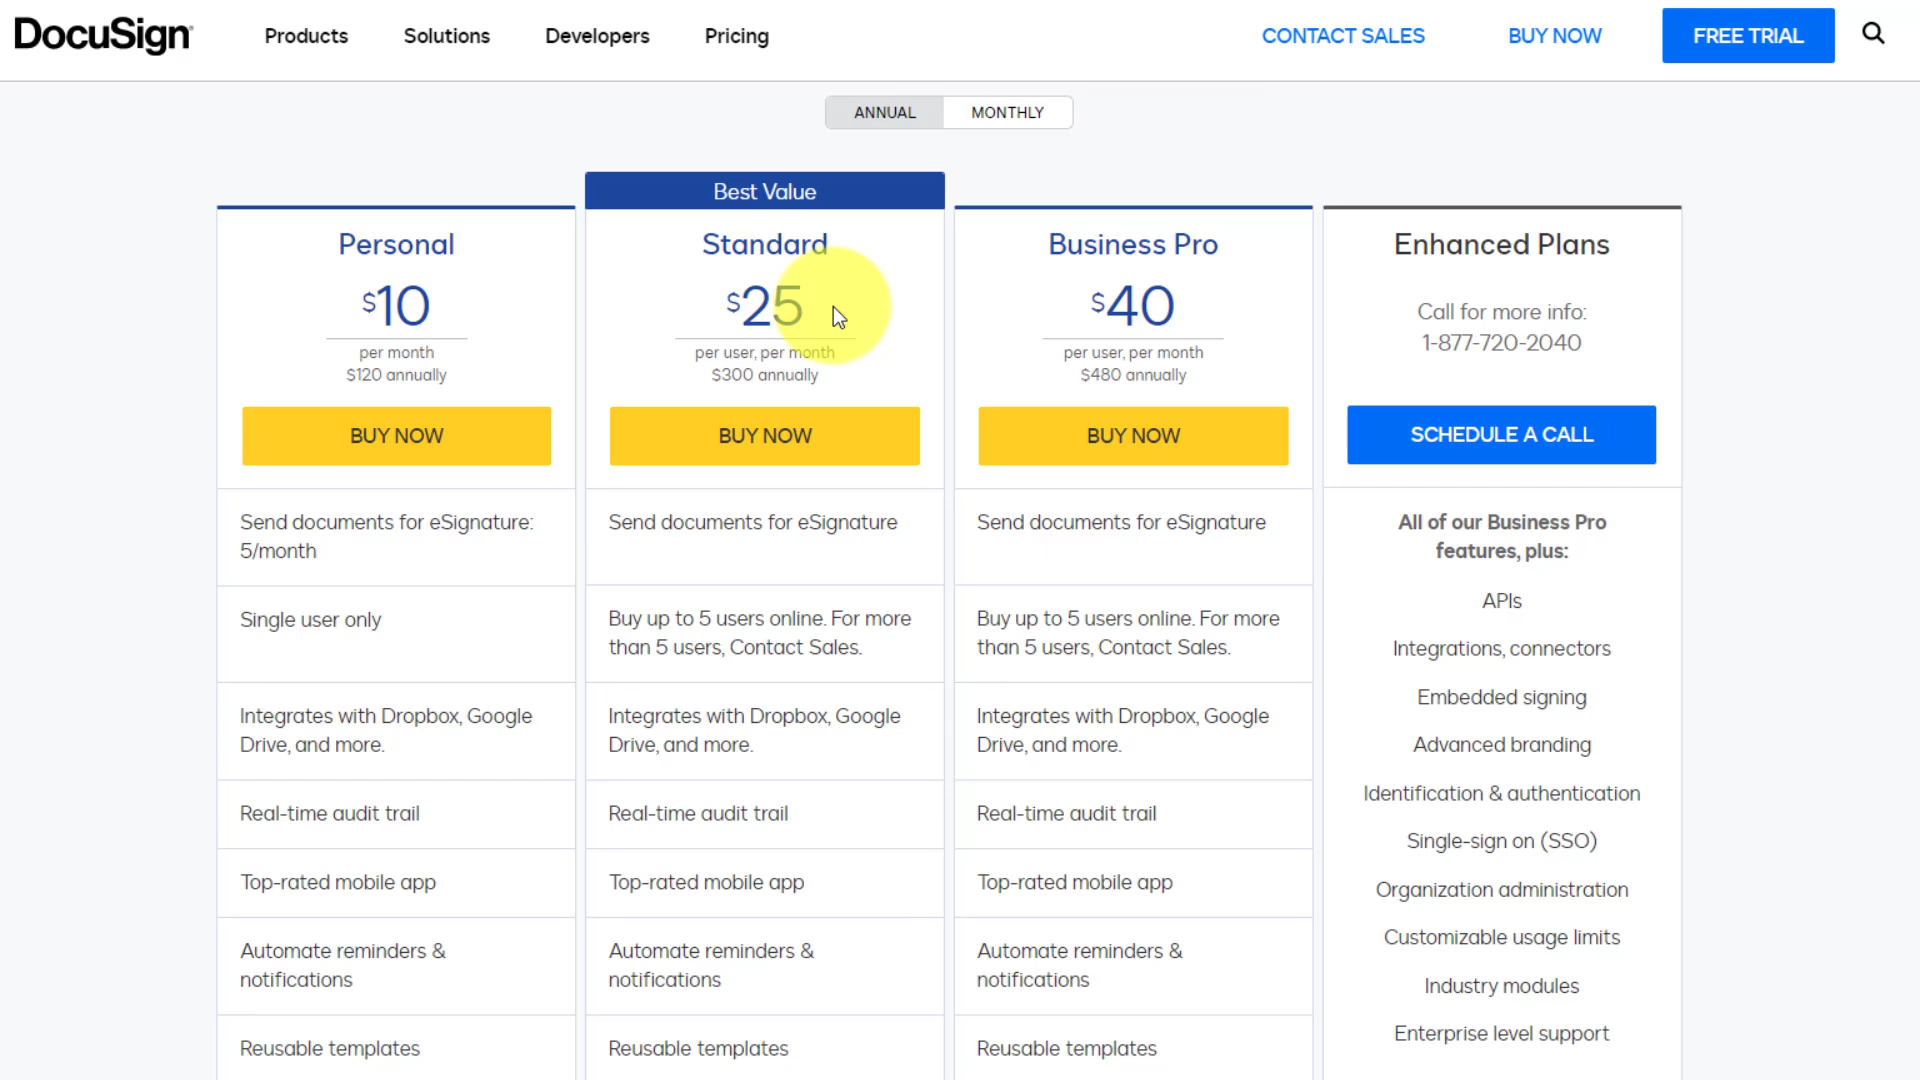 DocuSign Products Solutions Developers Pricing CONTACT SALES BUY NOW FREE TRIAL
ANNUAL MONTHLY
Best Value
Personal
$10
per month
$120 annually
BUY NOW
Send documents for eSignature:
5/month
Single user only
Integrates with Dropbox, Google
Drive, and more.
Real-time audit trail
Top-rated mobile app
Automate reminders &
notifications
Reusable templates
Standard
$25
per user, per month
$300 annually
BUY NOW
Send documents for eSignature
Buy up to 5 users online. For more
than 5 users, Contact Sales.
Integrates with Dropbox, Google
Drive, and more.
Real-time audit trail
Top-rated mobile app
Automate reminders &
notifications
Reusable templates
Business Pro
$40
per user, per month
$480 annually
BUY NOW
Send documents for eSignature
Buy up to 5 users online. For more
than 5 users, Contact Sales.
Integrates with Dropbox, Google
Drive, and more.
Real-time audit trail
Top-rated mobile app
Automate reminders &
notifications
Reusable templates
Enhanced Plans
Call for more info:
1-877-720-2040
SCHEDULE A CALL
All of our Business Pro
features, plus:
APIs
Integrations, connectors
Embedded signing
Advanced branding
Identification & authentication
Single-sign on (SSO)
Organization administration
Customizable usage limits
Industry modules
Enterprise level support